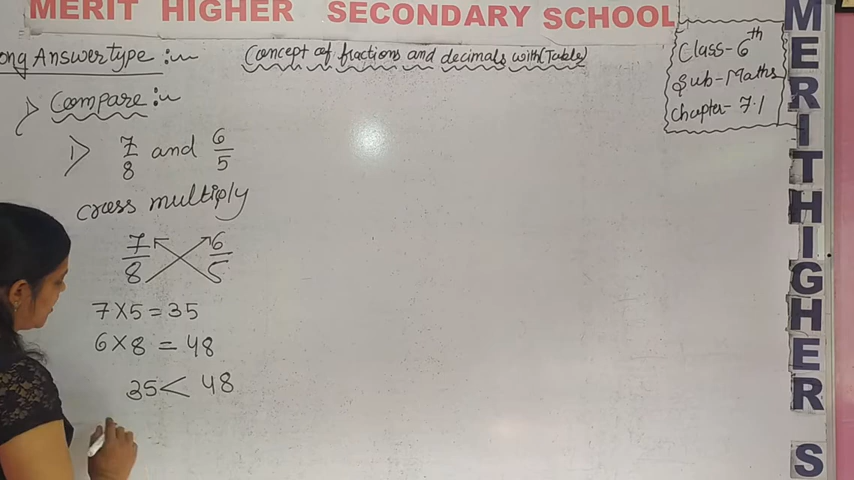 MERIT HIGHER SECONDARY SCHOOL
ong Answer type :~
Concept of fractions and decimals with (Table)
Class-6th
Sub-Maths
Chapter- 7.1
Compare :~
1) 7/8 and 6/5
cross multiply
7/8 6/5
7×5=35
6×8 = 48
35< 48
MERIT HIGHER S